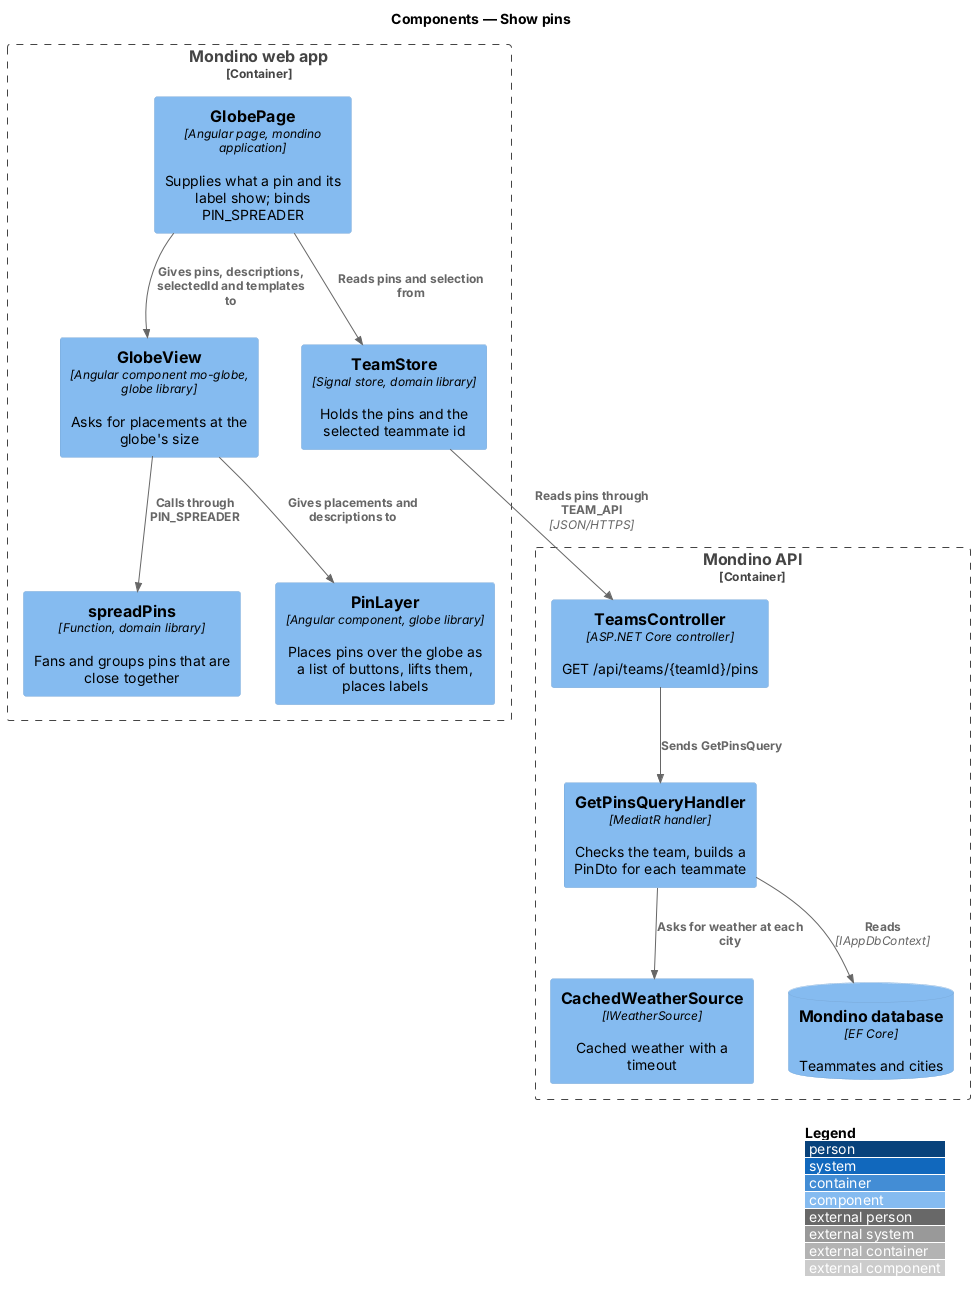 Components — Show pins
Mondino web app
[Container]
GlobePage
[Angular page, mondino
application]
Supplies what a pin and its
label show; binds
PIN_SPREADER
Gives pins, descriptions,
selectedId and templates
to
Reads pins and selection
from
GlobeView
[Angular component mo-globe,
globe library]
Asks for placements at the
globe's size
TeamStore
[Signal store, domain library]
Holds the pins and the
selected teammate id
Calls through
PIN_SPREADER
Gives placements and
descriptions to
Reads pins through
TEAM_API
[JSON/HTTPS]
spreadPins
[Function, domain library]
Fans and groups pins that are
close together
PinLayer
[Angular component, globe library]
Places pins over the globe as
a list of buttons, lifts them,
places labels
Mondino API
[Container]
TeamsController
[ASP.NET Core controller]
GET /api/teams/{teamId}/pins
Sends GetPinsQuery
GetPinsQueryHandler
[MediatR handler]
Checks the team, builds a
PinDto for each teammate
Asks for weather at each
city
Reads
[IAppDbContext]
CachedWeatherSource
[IWeatherSource]
Cached weather with a
timeout
Mondino database
[EF Core]
Teammates and cities
Legend
person
system
container
component
external person
external system
external container
external component